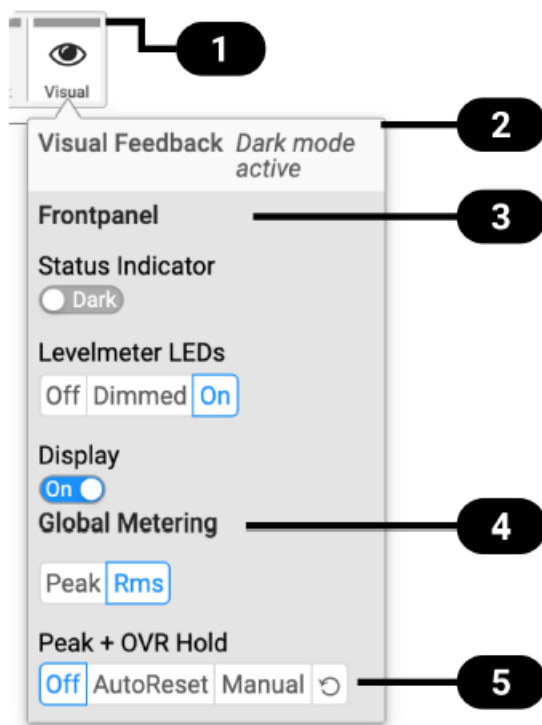 1
Visual
2
Visual Feedback Dark mode
active
Frontpanel
3
Status Indicator
Dark
Levelmeter LEDs
Off Dimmed On
Display
On
Global Metering
4
Peak Rms
Peak + OVR Hold
Off AutoReset Manual
5